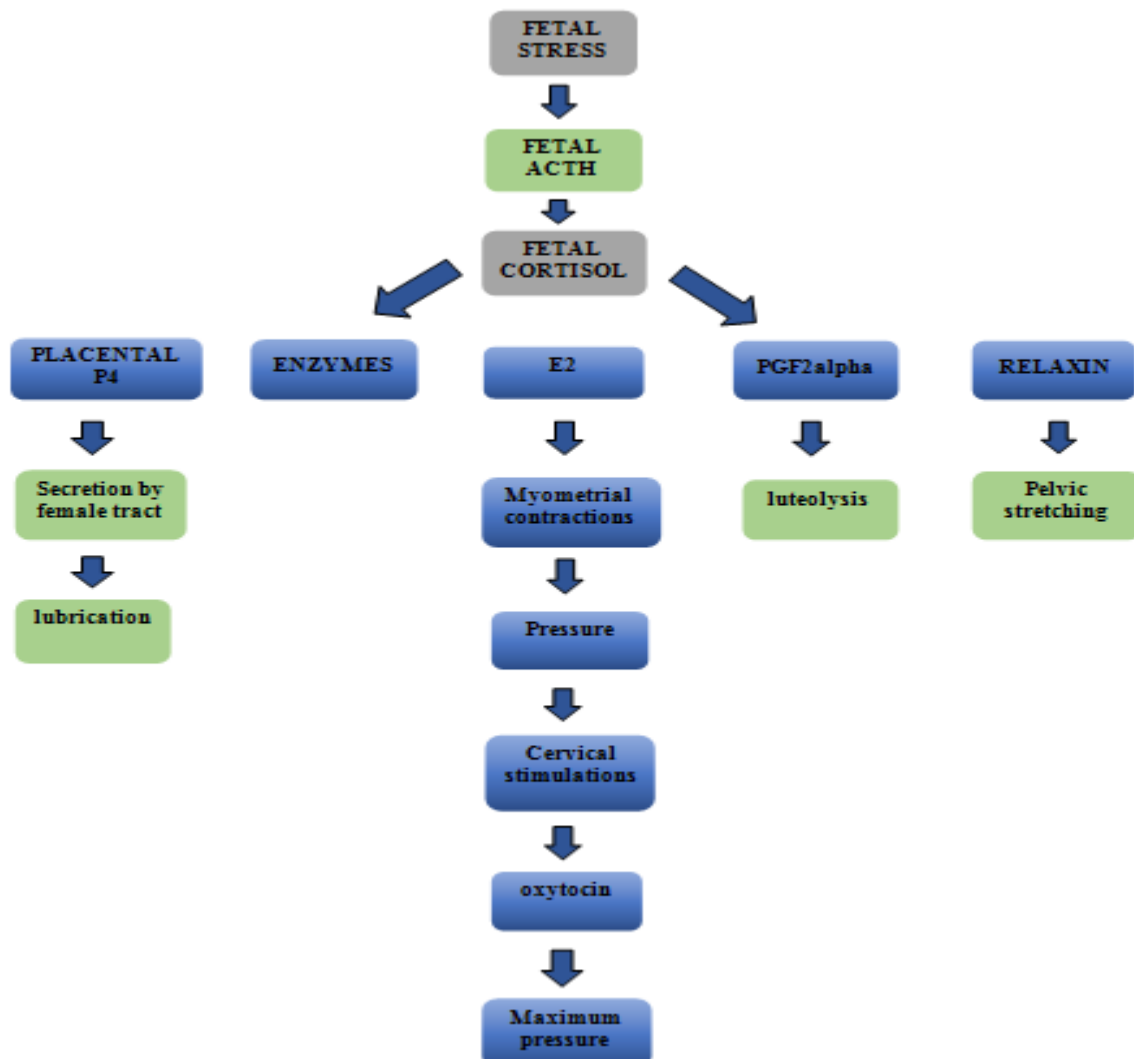 FETAL
STRESS
FETAL
ACTH
FETAL
CORTISOL
PLACENTAL
P4
ENZYMES
E2
PGF2alpha
RELAXIN
Secretion by
female tract
Myometrial
contractions
luteolysis
Pelvic
stretching
lubrication
Pressure
Cervical
stimulations
oxytocin
Maximum
pressure